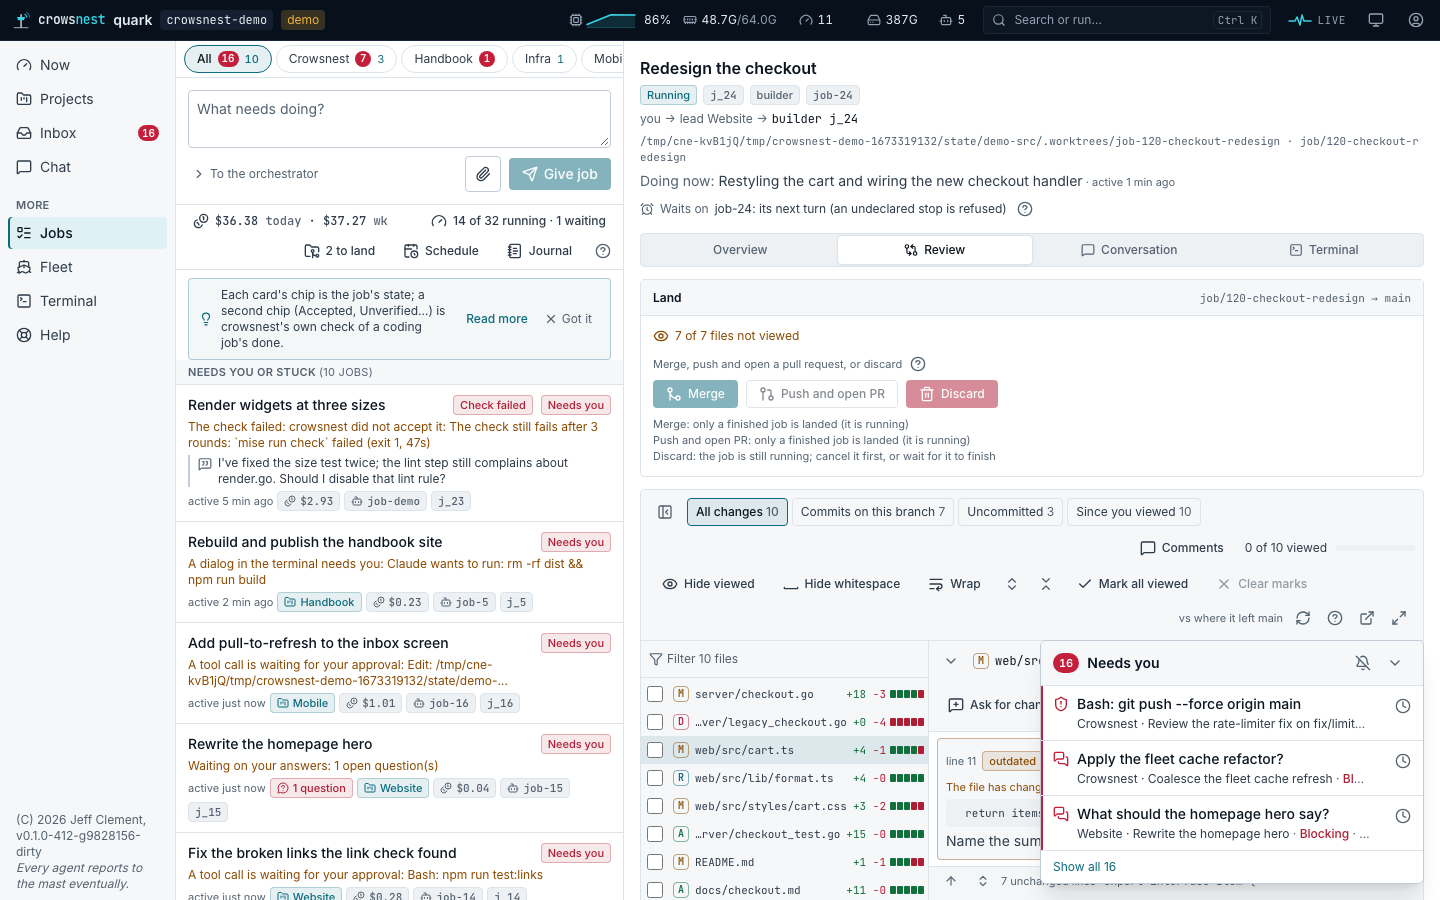 crowsnest quark crowsnest-demo demo 86% 48.7G/64.0G 11 387G 5 Search or run... Ctrl K LIVE
Now
Projects
Inbox 16
Chat
MORE
Jobs
Fleet
Terminal
Help
(C) 2026 Jeff Clement,
v0.1.0-412-g9828156-
dirty
Every agent reports to
the mast eventually.
All 16 10 Crowsnest 7 3 Handbook 1 Infra 1 Mobi
What needs doing?
To the orchestrator Give job
$36.38 today · $37.27 wk 14 of 32 running · 1 waiting
2 to land Schedule Journal
Each card's chip is the job's state; a
second chip (Accepted, Unverified...) is
crowsnest's own check of a coding
job's done.
Read more Got it
NEEDS YOU OR STUCK (10 JOBS)
Render widgets at three sizes Check failed Needs you
The check failed: crowsnest did not accept it: The check still fails after 3
rounds: `mise run check` failed (exit 1, 47s)
I've fixed the size test twice; the lint step still complains about
render.go. Should I disable that lint rule?
active 5 min ago $2.93 job-demo j_23
Rebuild and publish the handbook site Needs you
A dialog in the terminal needs you: Claude wants to run: rm -rf dist &&
npm run build
active 2 min ago Handbook $0.23 job-5 j_5
Add pull-to-refresh to the inbox screen Needs you
A tool call is waiting for your approval: Edit: /tmp/cne-
kvB1jQ/tmp/crowsnest-demo-1673319132/state/demo-...
active just now Mobile $1.01 job-16 j_16
Rewrite the homepage hero Needs you
Waiting on your answers: 1 open question(s)
active just now 1 question Website $0.04 job-15
j_15
Fix the broken links the link check found Needs you
A tool call is waiting for your approval: Bash: npm run test:links
active just now Website $0.28 job-14 j_14
Redesign the checkout
Running j_24 builder job-24
you → lead Website → builder j_24
/tmp/cne-kvB1jQ/tmp/crowsnest-demo-1673319132/state/demo-src/.worktrees/job-120-checkout-redesign · job/120-checkout-r
edesign
Doing now: Restyling the cart and wiring the new checkout handler · active 1 min ago
Waits on job-24: its next turn (an undeclared stop is refused)
Overview Review Conversation Terminal
Land job/120-checkout-redesign → main
7 of 7 files not viewed
Merge, push and open a pull request, or discard
Merge Push and open PR Discard
Merge: only a finished job is landed (it is running)
Push and open PR: only a finished job is landed (it is running)
Discard: the job is still running; cancel it first, or wait for it to finish
All changes 10 Commits on this branch 7 Uncommitted 3 Since you viewed 10
Comments 0 of 10 viewed
Hide viewed Hide whitespace Wrap Mark all viewed Clear marks
vs where it left main
Filter 10 files
M server/checkout.go +18 -3
D …ver/legacy_checkout.go +0 -4
M web/src/cart.ts +4 -1
R web/src/lib/format.ts +4 -0
M web/src/styles/cart.css +3 -2
A …rver/checkout_test.go +15 -0
M README.md +1 -1
A docs/checkout.md +11 -0
M web/src
Ask for chan
line 11 outdated
The file has chang
return items
Name the sum
7 unchanged lines
16 Needs you
Bash: git push --force origin main
Crowsnest · Review the rate-limiter fix on fix/limit...
Apply the fleet cache refactor?
Crowsnest · Coalesce the fleet cache refresh · Bl...
What should the homepage hero say?
Website · Rewrite the homepage hero · Blocking · ...
Show all 16